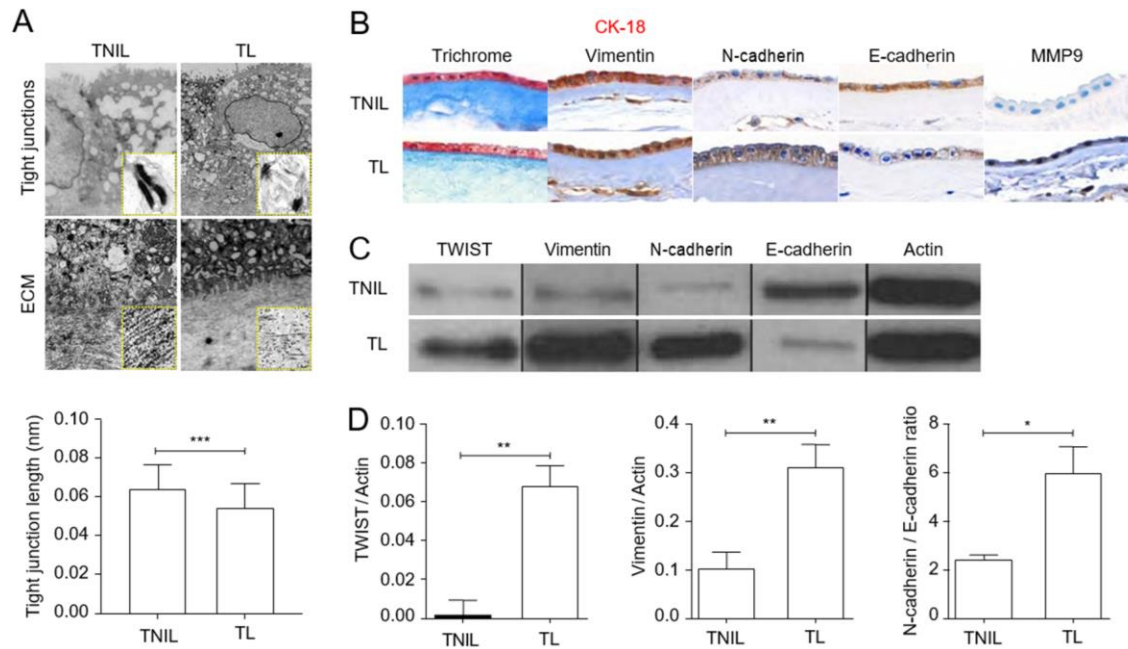 A
TNIL TL
Tight junctions
ECM
0.10
0.08
0.06
0.04
0.02
0.00
Tight junction length (nm)
***
TNIL TL
B
CK-18
Trichrome Vimentin N-cadherin E-cadherin MMP9
TNIL
TL
C
TWIST Vimentin N-cadherin E-cadherin Actin
TNIL
TL
D
0.10
0.08
0.06
0.04
0.02
0.00
TWIST/Actin
**
TNIL TL
0.4
0.3
0.2
0.1
0.0
Vimentin/Actin
**
TNIL TL
8
6
4
2
0
N-cadherin / E-cadherin ratio
*
TNIL TL